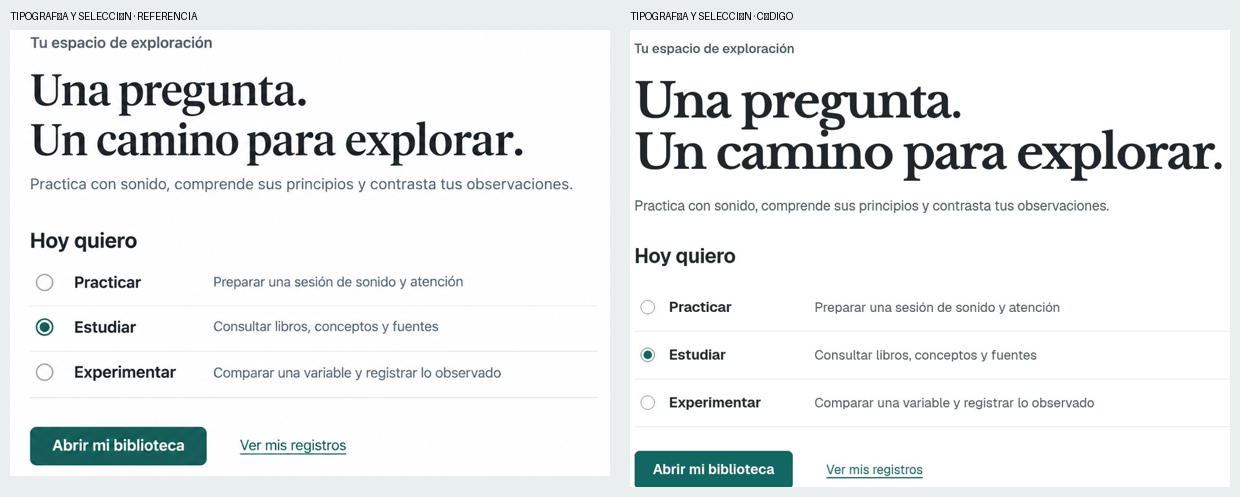 TIPOGRAF▯A Y SELECCI▯N · REFERENCIA
Tu espacio de exploración
Una pregunta.
Un camino para explorar.
Practica con sonido, comprende sus principios y contrasta tus observaciones.
Hoy quiero
Practicar Preparar una sesión de sonido y atención
Estudiar Consultar libros, conceptos y fuentes
Experimentar Comparar una variable y registrar lo observado
Abrir mi biblioteca Ver mis registros
TIPOGRAF▯A Y SELECCI▯N · C▯DIGO
Tu espacio de exploración
Una pregunta.
Un camino para explorar.
Practica con sonido, comprende sus principios y contrasta tus observaciones.
Hoy quiero
Practicar Preparar una sesión de sonido y atención
Estudiar Consultar libros, conceptos y fuentes
Experimentar Comparar una variable y registrar lo observado
Abrir mi biblioteca Ver mis registros